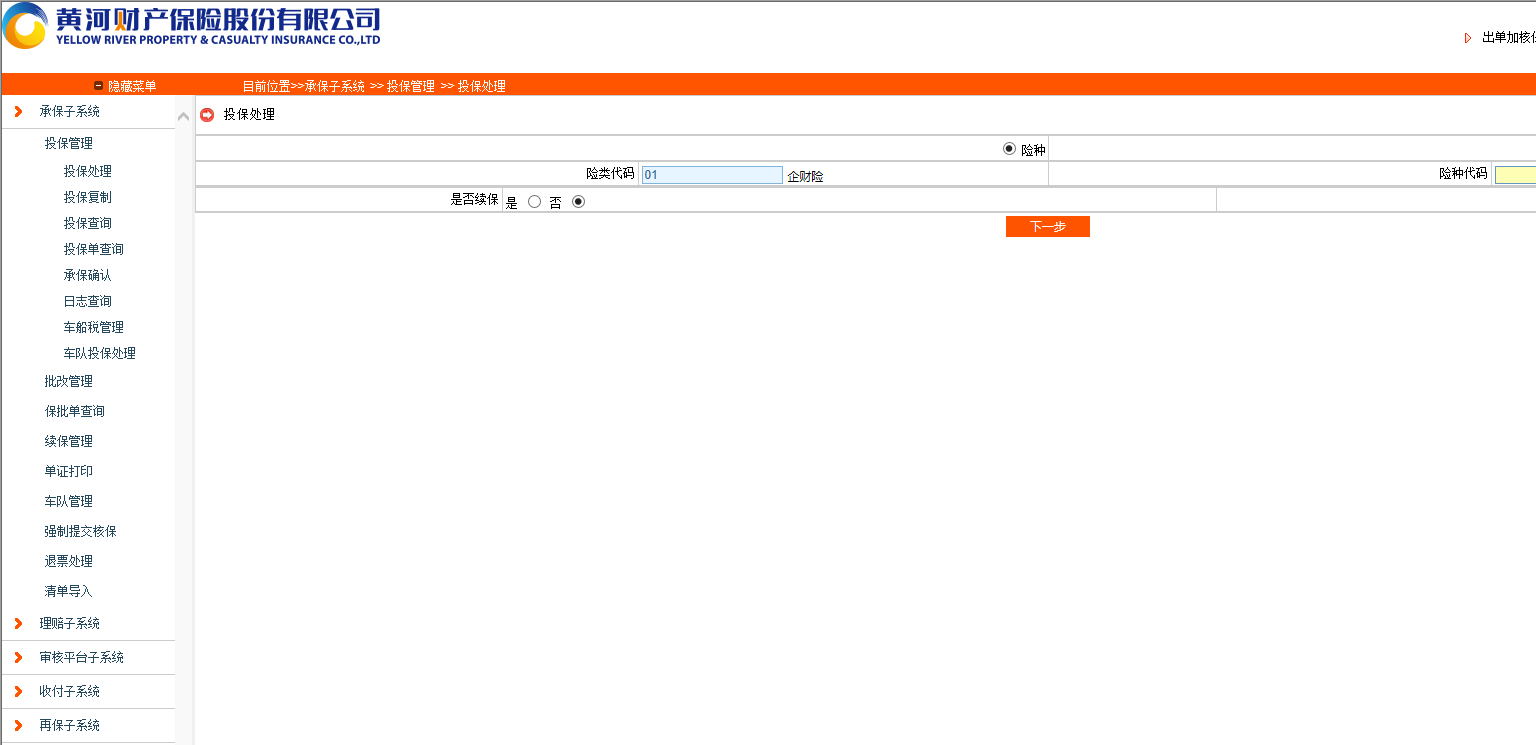 黄河财产保险股份有限公司
YELLOW RIVER PROPERTY & CASUALTY INSURANCE CO.,LTD
出单加核
隐藏菜单
目前位置>>承保子系统 >> 投保管理 >> 投保处理
承保子系统
投保管理
投保处理
投保复制
投保查询
投保单查询
承保确认
日志查询
车船税管理
车队投保处理
批改管理
保批单查询
续保管理
单证打印
车队管理
强制提交核保
退票处理
清单导入
理赔子系统
审核平台子系统
收付子系统
再保子系统
投保处理
险种
险类代码 01 企财险 险种代码
是否续保 是 否
下一步